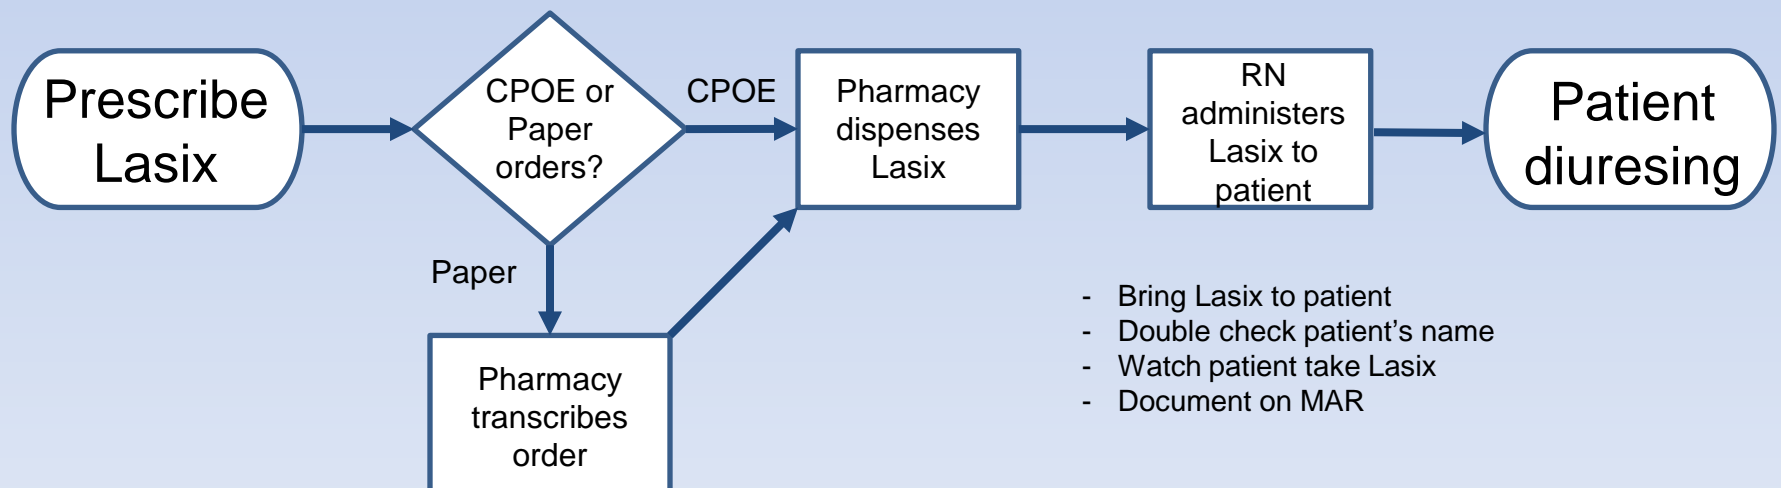 Prescribe
Lasix
CPOE or
Paper
orders?
CPOE
Pharmacy
dispenses
Lasix
RN
administers
Lasix to
patient
Patient
diuresing
Paper
Pharmacy
transcribes
order
- Bring Lasix to patient
- Double check patient’s name
- Watch patient take Lasix
- Document on MAR